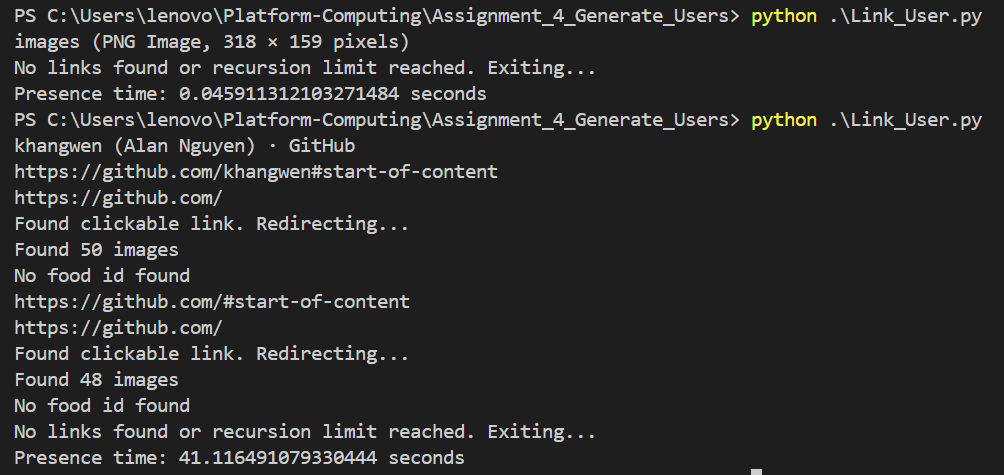 PS C:\Users\lenovo\Platform-Computing\Assignment_4_Generate_Users> python .\Link_User.py
images (PNG Image, 318 × 159 pixels)
No links found or recursion limit reached. Exiting...
Presence time: 0.045911312103271484 seconds
PS C:\Users\lenovo\Platform-Computing\Assignment_4_Generate_Users> python .\Link_User.py
khangwen (Alan Nguyen) · GitHub
https://github.com/khangwen#start-of-content
https://github.com/
Found clickable link. Redirecting...
Found 50 images
No food id found
https://github.com/#start-of-content
https://github.com/
Found clickable link. Redirecting...
Found 48 images
No food id found
No links found or recursion limit reached. Exiting...
Presence time: 41.116491079330444 seconds